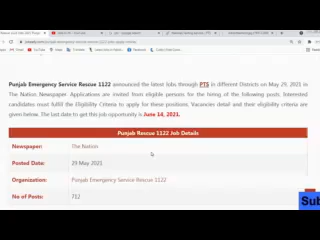 Punjab Emergency Service Rescue 1122 announced the latest Jobs through PTS in different Districts on May 29, 2021 in
The Nation Newspaper. Applications are invited from eligible persons for the hiring of the following posts. Interested
candidates must fulfill the Eligibility Criteria to apply for these positions. Vacancies detail and their eligibility criteria are
given below. The last date to get this job opportunity is June 14, 2021.
Punjab Rescue 1122 Job Details
Newspaper: The Nation
Posted Date: 29 May 2021
Organization: Punjab Emergency Service Rescue 1122
No of Posts: 712
Sub